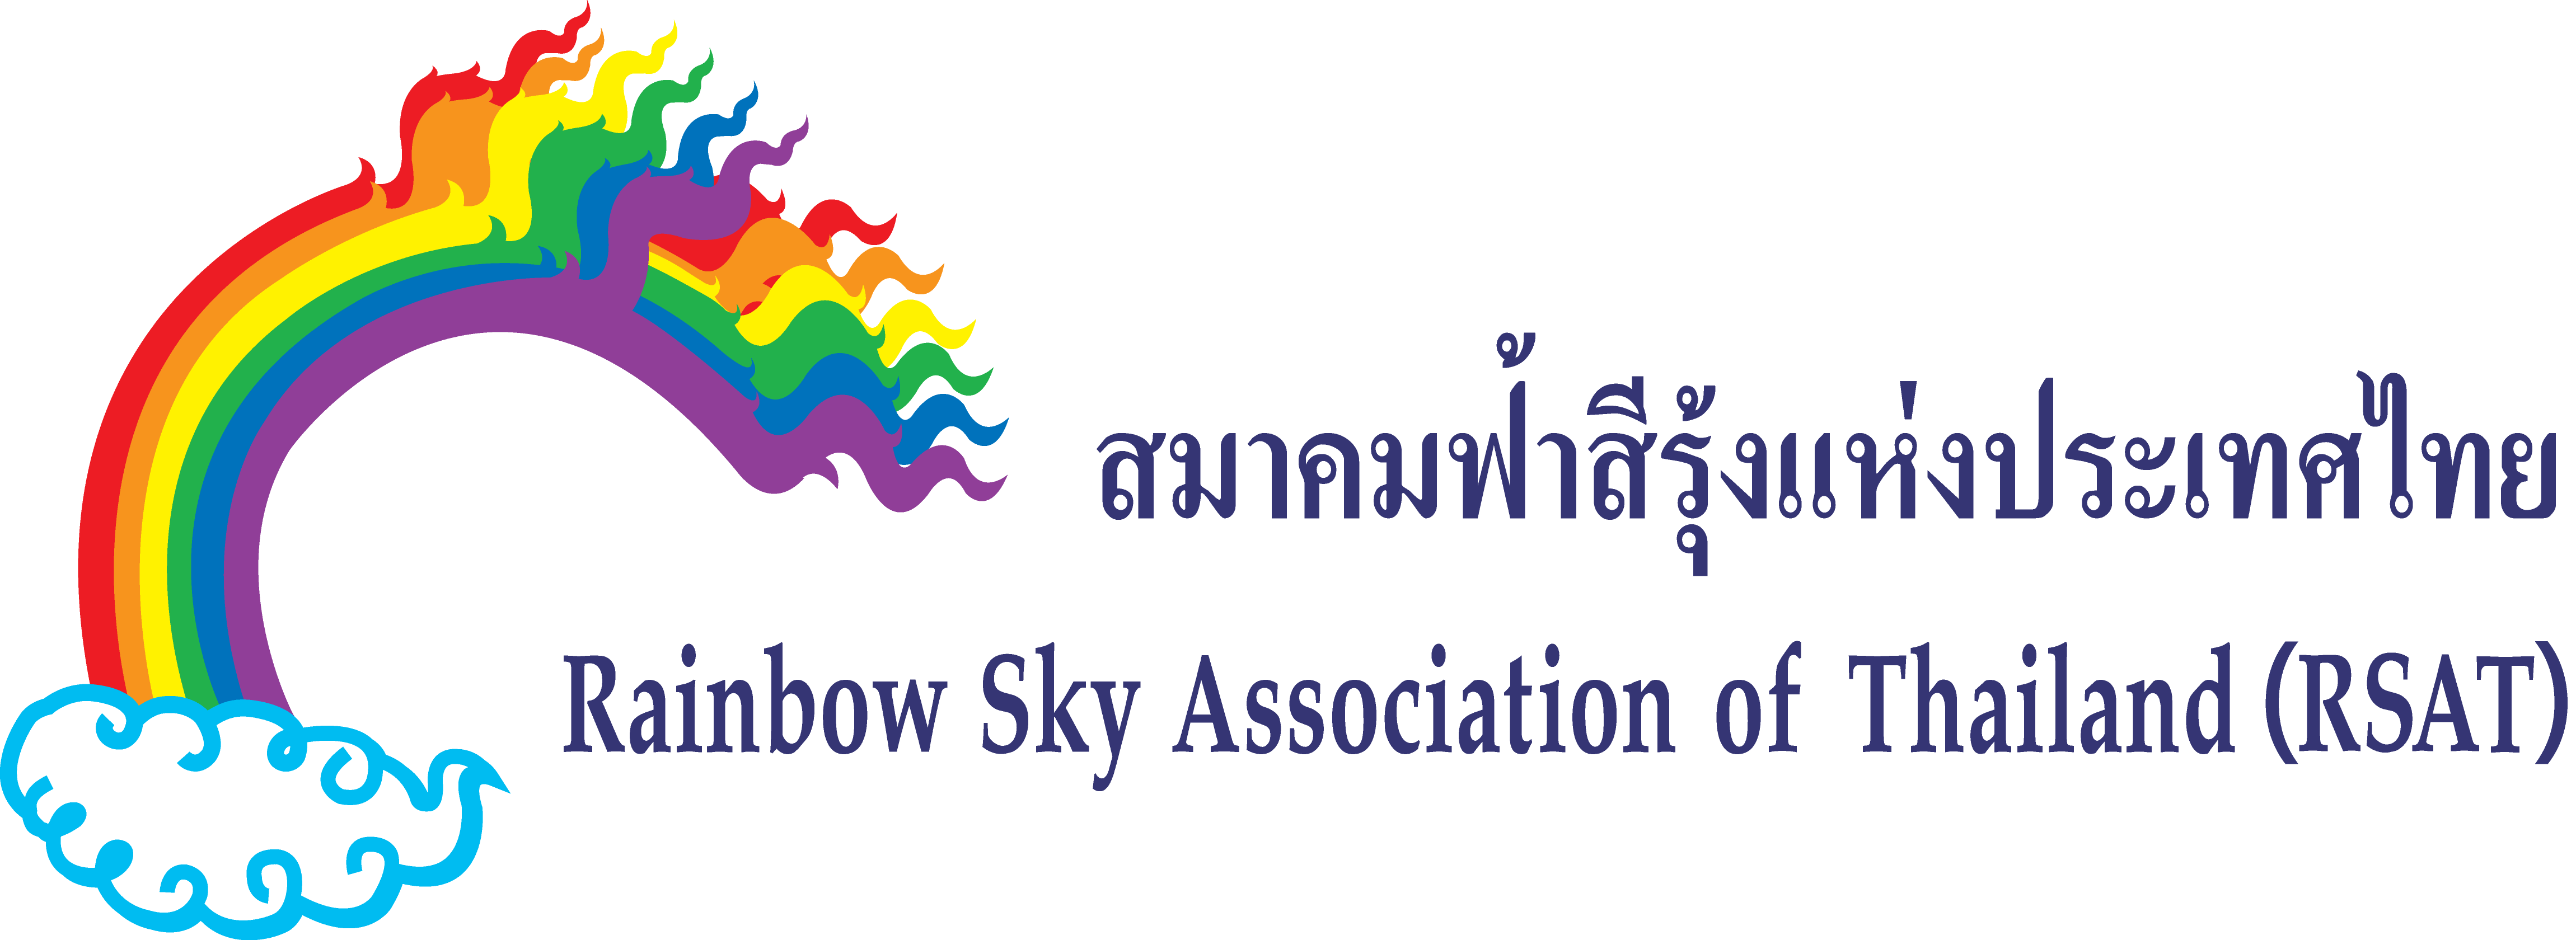 สมาคมฟ้าสีรุ้งแห่งประเทศไทย
Rainbow Sky Association of Thailand (RSAT)